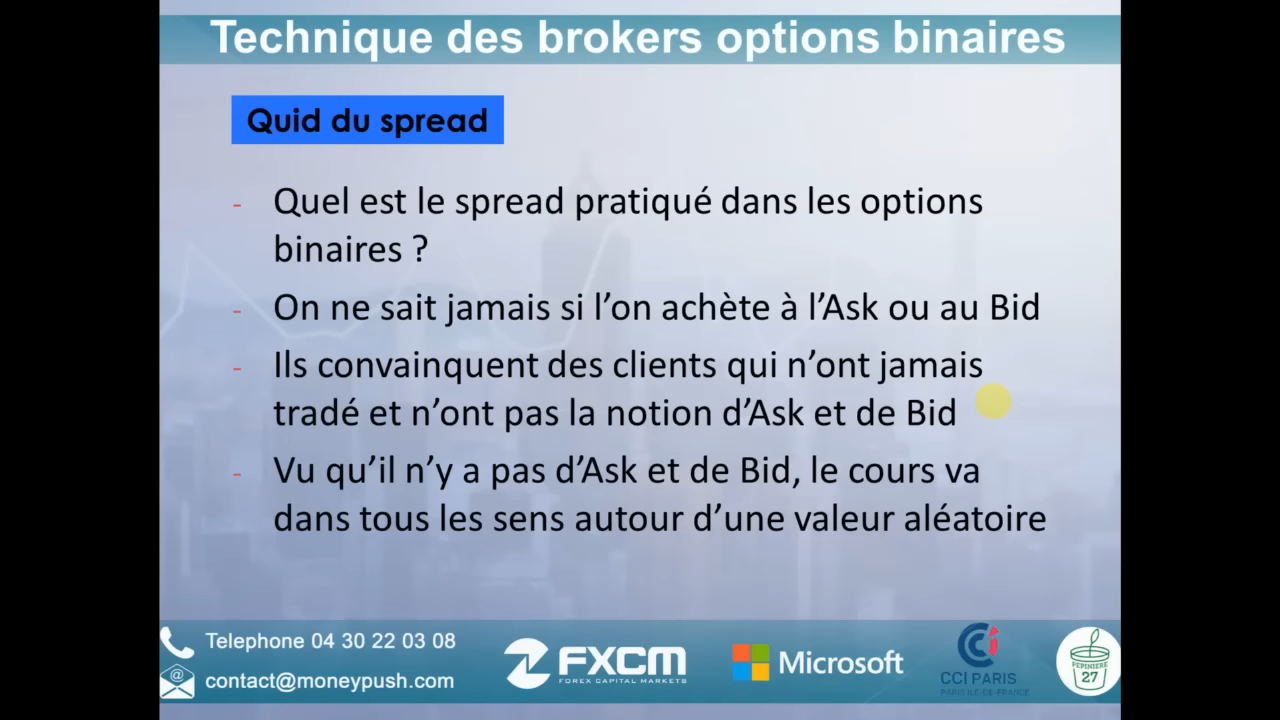 Technique des brokers options binaires
Quid du spread
- Quel est le spread pratiqué dans les options
binaires ?
- On ne sait jamais si l’on achète à l’Ask ou au Bid
- Ils convainquent des clients qui n’ont jamais
tradé et n’ont pas la notion d’Ask et de Bid
- Vu qu’il n’y a pas d’Ask et de Bid, le cours va
dans tous les sens autour d’une valeur aléatoire
Telephone 04 30 22 03 08
@
contact@moneypush.com
FXCM
FOREX CAPITAL MARKETS
Microsoft
CCI PARIS
PARIS ILE-DE-FRANCE
PEPINIERE
27